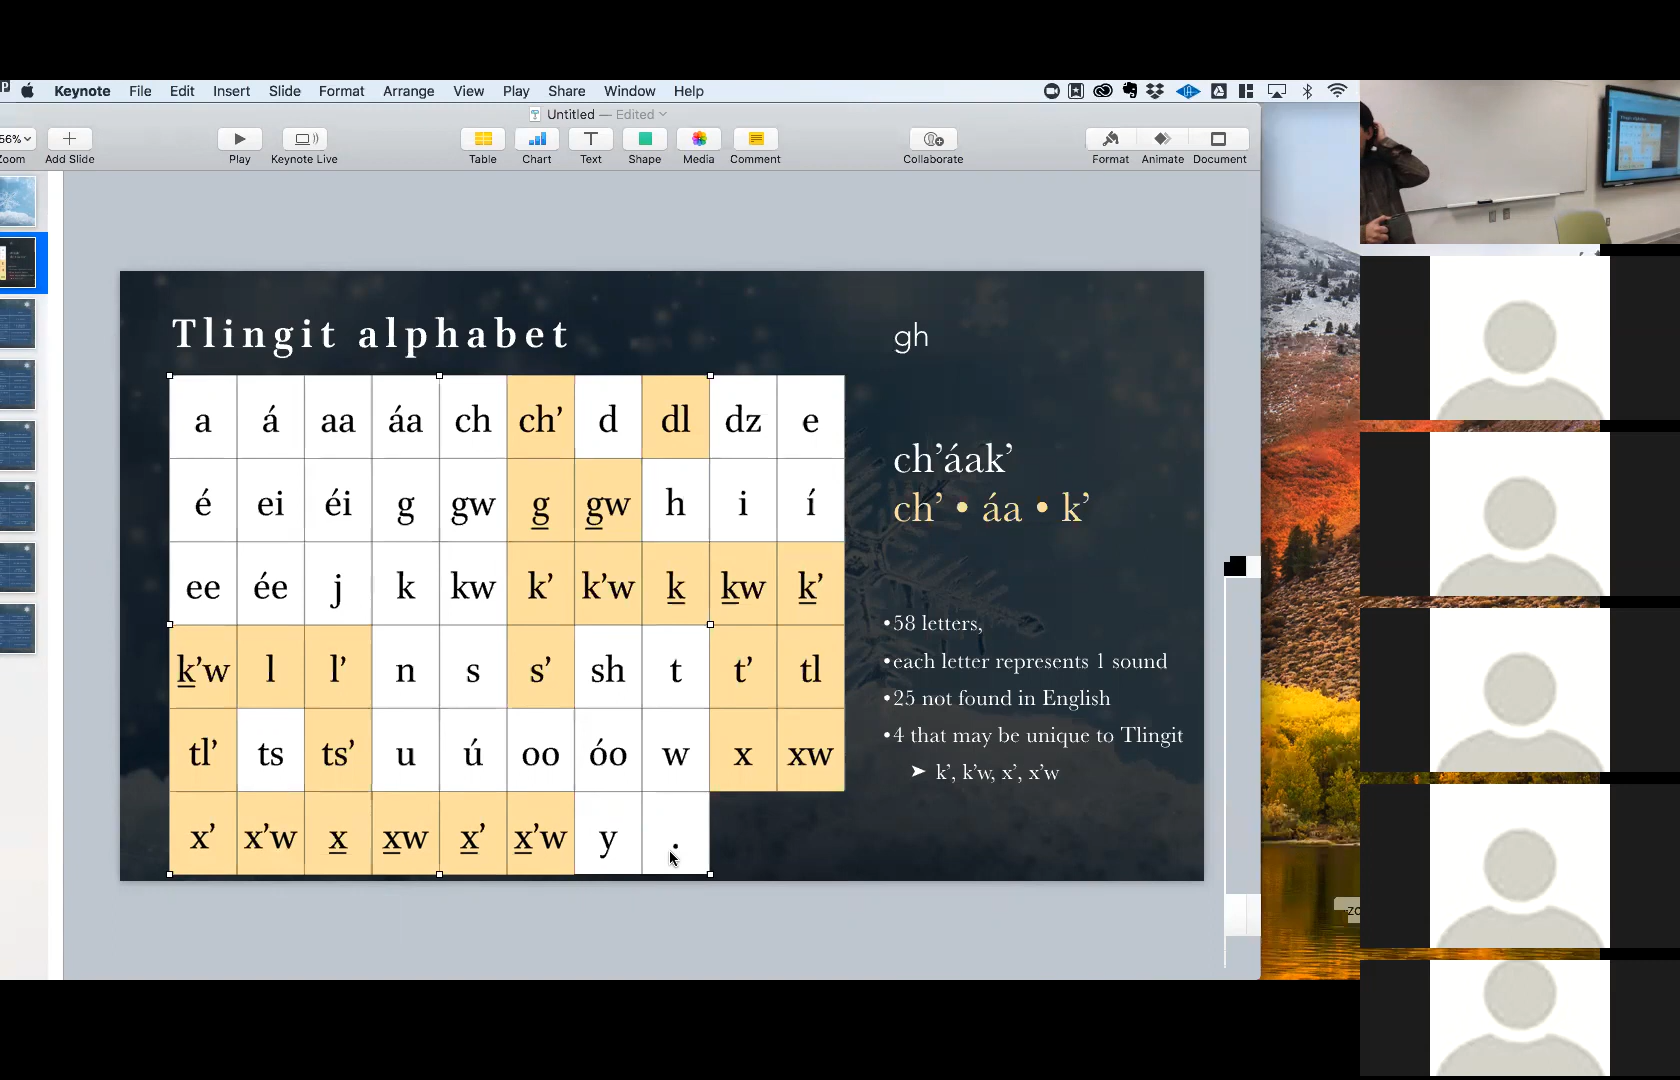 Keynote File Edit Insert Slide Format Arrange View Play Share Window Help
Untitled — Edited
56%
Zoom Add Slide Play Keynote Live Table Chart Text Shape Media Comment Collaborate Format Animate Document
Tlingit alphabet
gh
a á aa áa ch ch’ d dl dz e
é ei éi g gw g̲ g̲w h i í
ee ée j k kw k’ k’w k̲ k̲w k̲’
k̲’w l l’ n s s’ sh t t’ tl
tl’ ts ts’ u ú oo óo w x xw
x’ x’w x̲ x̲w x̲’ x̲’w y .
ch’áak’
ch’ • áa • k’
•58 letters,
•each letter represents 1 sound
•25 not found in English
•4 that may be unique to Tlingit
➤ k’, k’w, x’, x’w